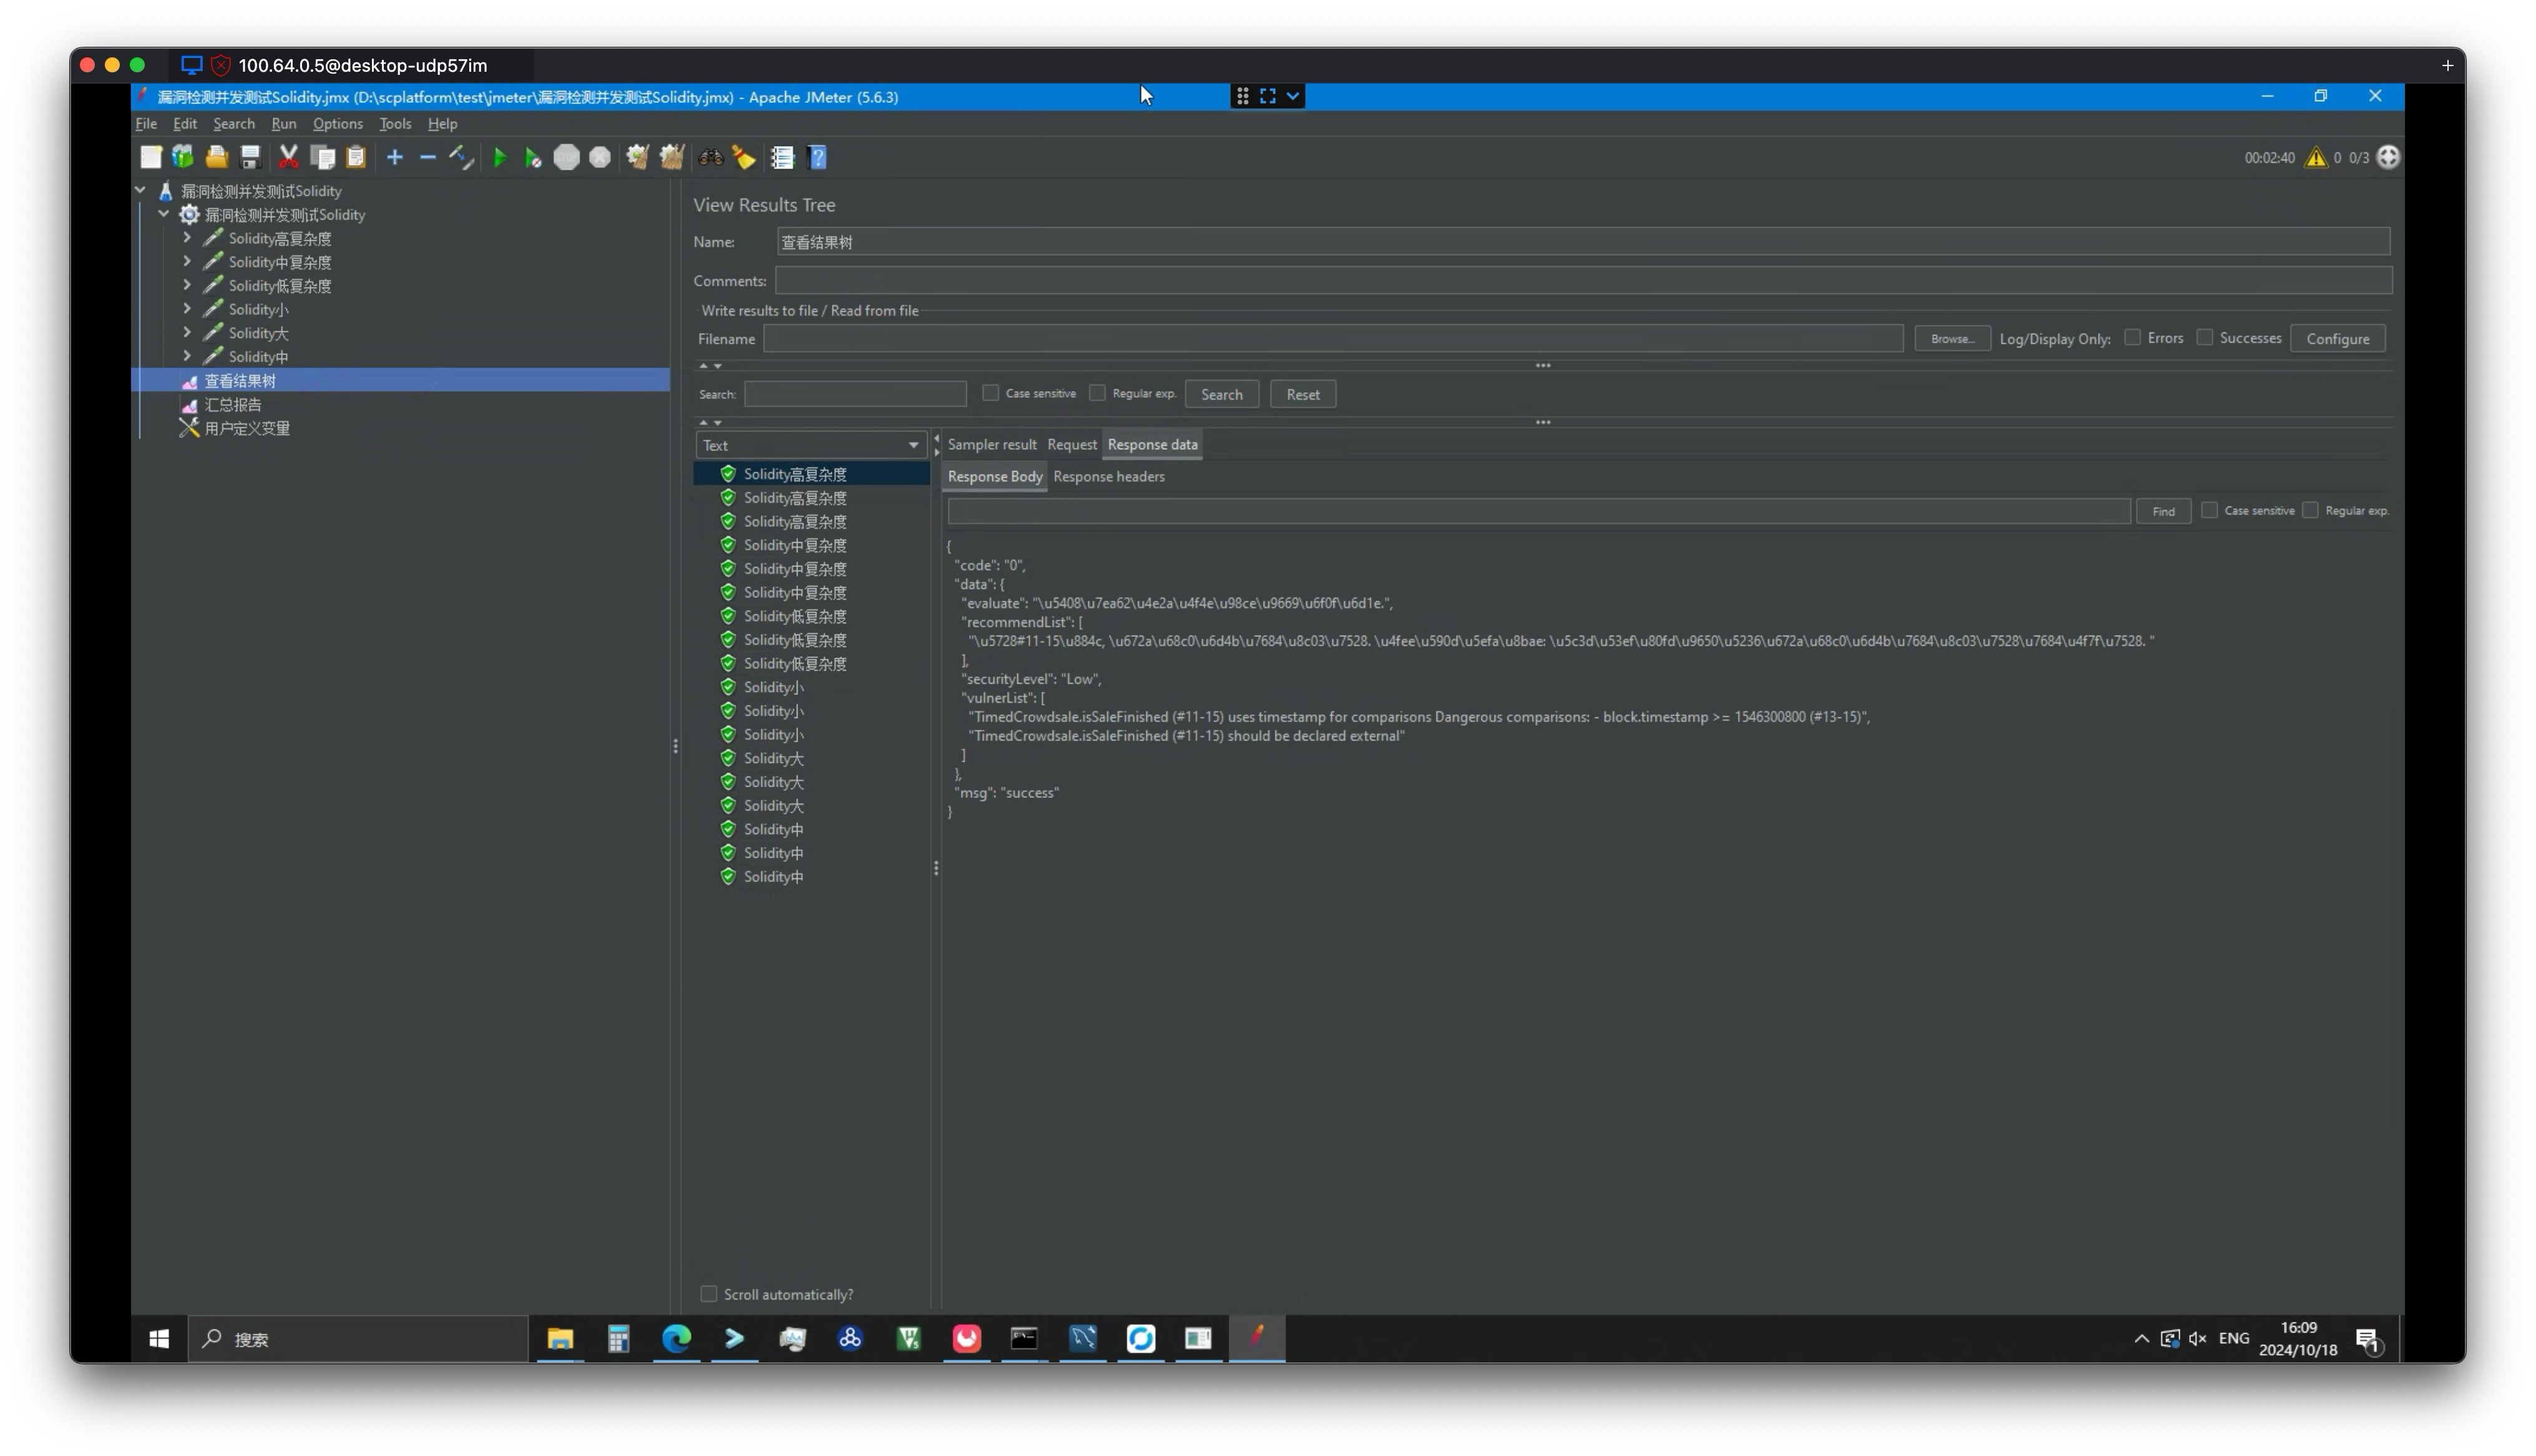 100.64.0.5@desktop-udp57im
漏洞检测并发测试Solidity.jmx (D:\scplatform\test\jmeter\漏洞检测并发测试Solidity.jmx) - Apache JMeter (5.6.3)
File Edit Search Run Options Tools Help
00:02:40 0 0/3
漏洞检测并发测试Solidity
漏洞检测并发测试Solidity
Solidity高复杂度
Solidity中复杂度
Solidity低复杂度
Solidity小
Solidity大
Solidity中
查看结果树
汇总报告
用户定义变量
View Results Tree
Name: 查看结果树
Comments:
Write results to file / Read from file
Filename Browse... Log/Display Only: Errors Successes Configure
Search: Case sensitive Regular exp. Search Reset
Text
Solidity高复杂度
Solidity高复杂度
Solidity高复杂度
Solidity中复杂度
Solidity中复杂度
Solidity中复杂度
Solidity低复杂度
Solidity低复杂度
Solidity低复杂度
Solidity小
Solidity小
Solidity小
Solidity大
Solidity大
Solidity大
Solidity中
Solidity中
Solidity中
Scroll automatically?
Sampler result Request Response data
Response Body Response headers
Find Case sensitive Regular exp.
{
"code": "0",
"data": {
"evaluate": "\u5408\u7ea62\u4e2a\u4f4e\u98ce\u9669\u6f0f\u6d1e.",
"recommendList": [
"\u5728#11-15\u884c, \u672a\u68c0\u6d4b\u7684\u8c03\u7528. \u4fee\u590d\u5efa\u8bae: \u5c3d\u53ef\u80fd\u9650\u5236\u672a\u68c0\u6d4b\u7684\u8c03\u7528\u7684\u4f7f\u7528. "
],
"securityLevel": "Low",
"vulnerList": [
"TimedCrowdsale.isSaleFinished (#11-15) uses timestamp for comparisons Dangerous comparisons: - block.timestamp >= 1546300800 (#13-15)",
"TimedCrowdsale.isSaleFinished (#11-15) should be declared external"
]
},
"msg": "success"
}
搜索
ENG
16:09
2024/10/18
1